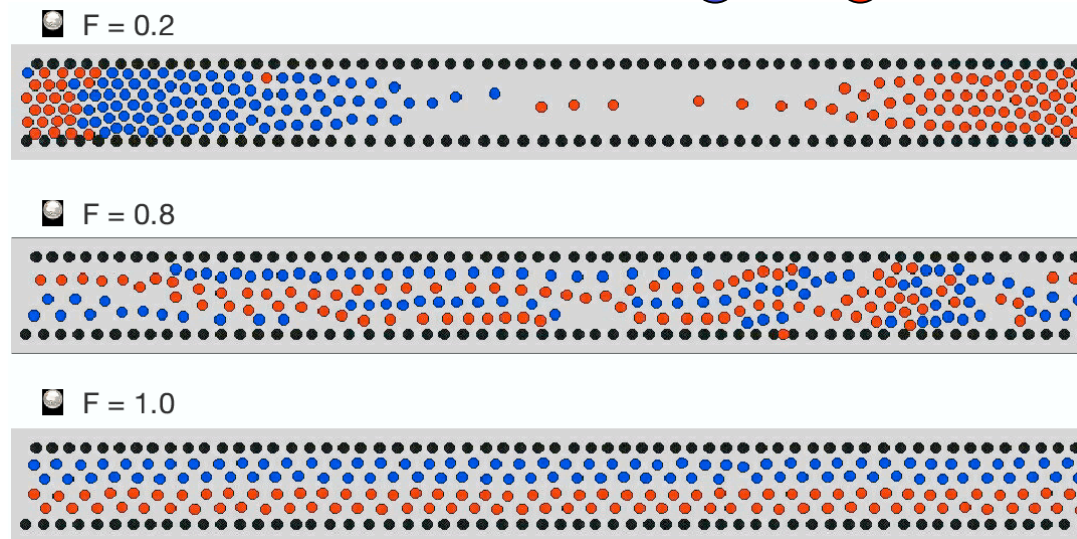 F = 0.2
F = 0.8
F = 1.0